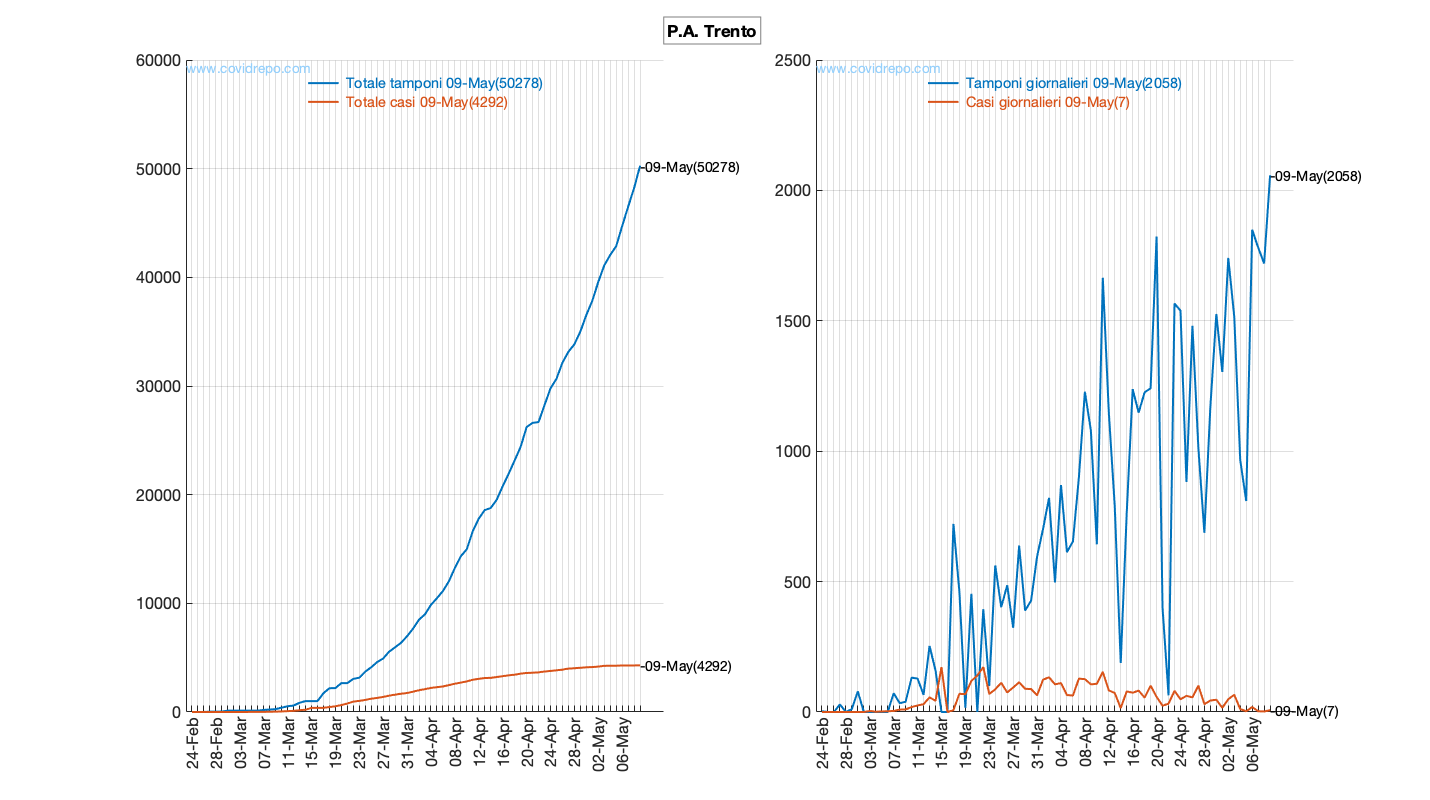 P.A. Trento
www.covidrepo.com
Totale tamponi 09-May(50278)
Totale casi 09-May(4292)
60000
50000
40000
30000
20000
10000
0
-09-May(50278)
-09-May(4292)
24-Feb
28-Feb
03-Mar
07-Mar
11-Mar
15-Mar
19-Mar
23-Mar
27-Mar
31-Mar
04-Apr
08-Apr
12-Apr
16-Apr
20-Apr
24-Apr
28-Apr
02-May
06-May
www.covidrepo.com
Tamponi giornalieri 09-May(2058)
Casi giornalieri 09-May(7)
2500
2000
1500
1000
500
0
-09-May(2058)
-09-May(7)
24-Feb
28-Feb
03-Mar
07-Mar
11-Mar
15-Mar
19-Mar
23-Mar
27-Mar
31-Mar
04-Apr
08-Apr
12-Apr
16-Apr
20-Apr
24-Apr
28-Apr
02-May
06-May